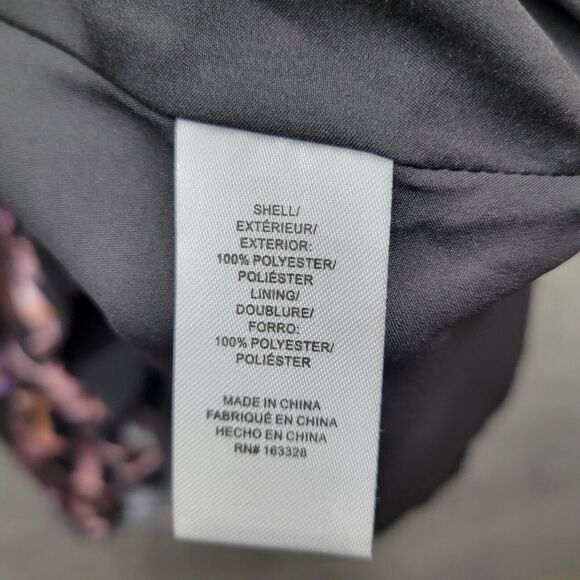 SHELL/
EXTÉRIEUR/
EXTERIOR:
100% POLYESTER/
POLIÉSTER
LINING/
DOUBLURE/
FORRO:
100% POLYESTER/
POLIÉSTER
MADE IN CHINA
FABRIQUÉ EN CHINA
HECHO EN CHINA
RN# 163328